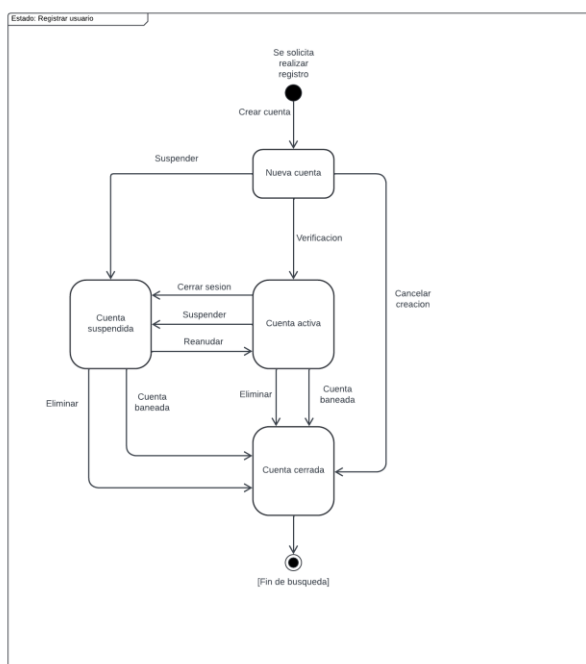 Estado: Registrar usuario
Se solicita
realizar
registro
Crear cuenta
Nueva cuenta
Suspender
Verificacion
Cancelar
creacion
Cerrar sesion
Cuenta
suspendida
Suspender
Cuenta activa
Reanudar
Eliminar
Cuenta
baneada
Eliminar
Cuenta
baneada
Cuenta cerrada
[Fin de busqueda]